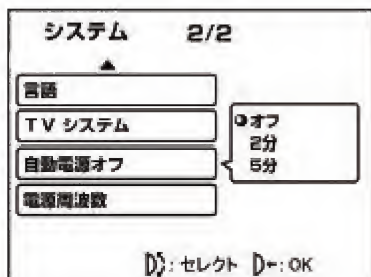 システム 2/2
言語
TV システム
自動電源オフ
電源周波数
オフ
2分
5分
: セレクト : OK